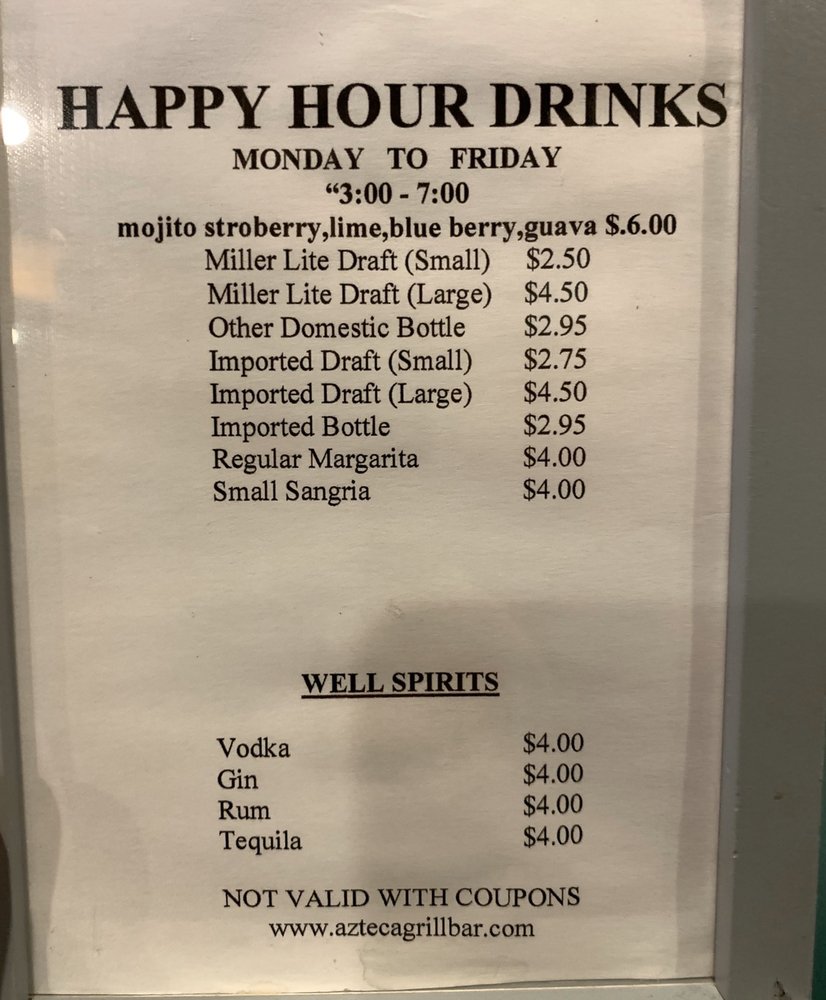 HAPPY HOUR DRINKS
MONDAY TO FRIDAY
“3:00 - 7:00
mojito stroberry,lime,blue berry,guava $.6.00
Miller Lite Draft (Small) $2.50
Miller Lite Draft (Large) $4.50
Other Domestic Bottle $2.95
Imported Draft (Small) $2.75
Imported Draft (Large) $4.50
Imported Bottle $2.95
Regular Margarita $4.00
Small Sangria $4.00
WELL SPIRITS
Vodka $4.00
Gin $4.00
Rum $4.00
Tequila $4.00
NOT VALID WITH COUPONS
www.aztecagrillbar.com